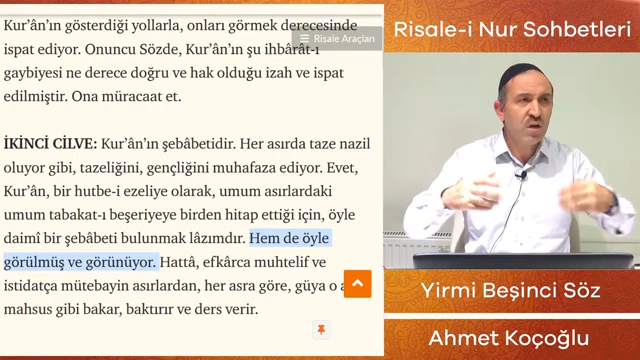 Kur'ân'ın gösterdiği yollarla, onları görmek derecesinde
ispat ediyor. Onuncu Sözde, Kur'ân'ın şu ihbârât-ı
Risale Araçları
gaybiyesi ne derece doğru ve hak olduğu izah ve ispat
edilmiştir. Ona müracaat et.
İKİNCİ CİLVE: Kur'ân'ın şebâbetidir. Her asırda taze nazil
oluyor gibi, tazeliğini, gençliğini muhafaza ediyor. Evet,
Kur'ân, bir hutbe-i ezeliye olarak, umum asırlardaki
umum tabakat-ı beşeriyeye birden hitap ettiği için, öyle
daimî bir şebâbeti bulunmak lâzımdır. Hem de öyle
görülmüş ve görünüyor. Hattâ, efkârca muhtelif ve
istidatça mütebayin asırlardan, her asra göre, güya o a
mahsus gibi bakar, baktırır ve ders verir.
Risale-i Nur Sohbetleri
Yirmi Beşinci Söz
Ahmet Koçoğlu